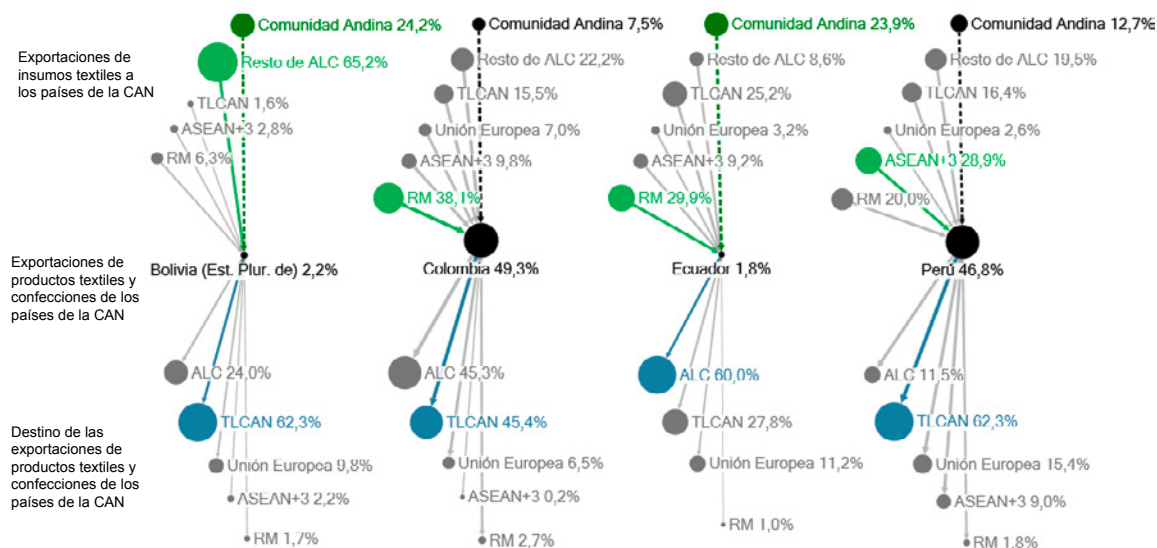 Comunidad Andina 24,2%
Comunidad Andina 7,5%
Comunidad Andina 23,9%
Comunidad Andina 12,7%
Exportaciones de
insumos textiles a
los países de la CAN
Resto de ALC 65,2%
TLCAN 1,6%
ASEAN+3 2,8%
RM 6,3%
Resto de ALC 22,2%
TLCAN 15,5%
Unión Europea 7,0%
ASEAN+3 9,8%
RM 38,1%
Resto de ALC 8,6%
TLCAN 25,2%
Unión Europea 3,2%
ASEAN+3 9,2%
RM 29,9%
Resto de ALC 19,5%
TLCAN 16,4%
Unión Europea 2,6%
ASEAN+3 28,9%
RM 20,0%
Exportaciones de
productos textiles y
confecciones de los
países de la CAN
Bolivia (Est. Plur. de) 2,2%
Colombia 49,3%
Ecuador 1,8%
Perú 46,8%
Destino de las
exportaciones de
productos textiles y
confecciones de los
países de la CAN
ALC 24,0%
TLCAN 62,3%
Unión Europea 9,8%
ASEAN+3 2,2%
RM 1,7%
ALC 45,3%
TLCAN 45,4%
Unión Europea 6,5%
ASEAN+3 0,2%
RM 2,7%
ALC 60,0%
TLCAN 27,8%
Unión Europea 11,2%
RM 1,0%
ALC 11,5%
TLCAN 62,3%
Unión Europea 15,4%
ASEAN+3 9,0%
RM 1,8%